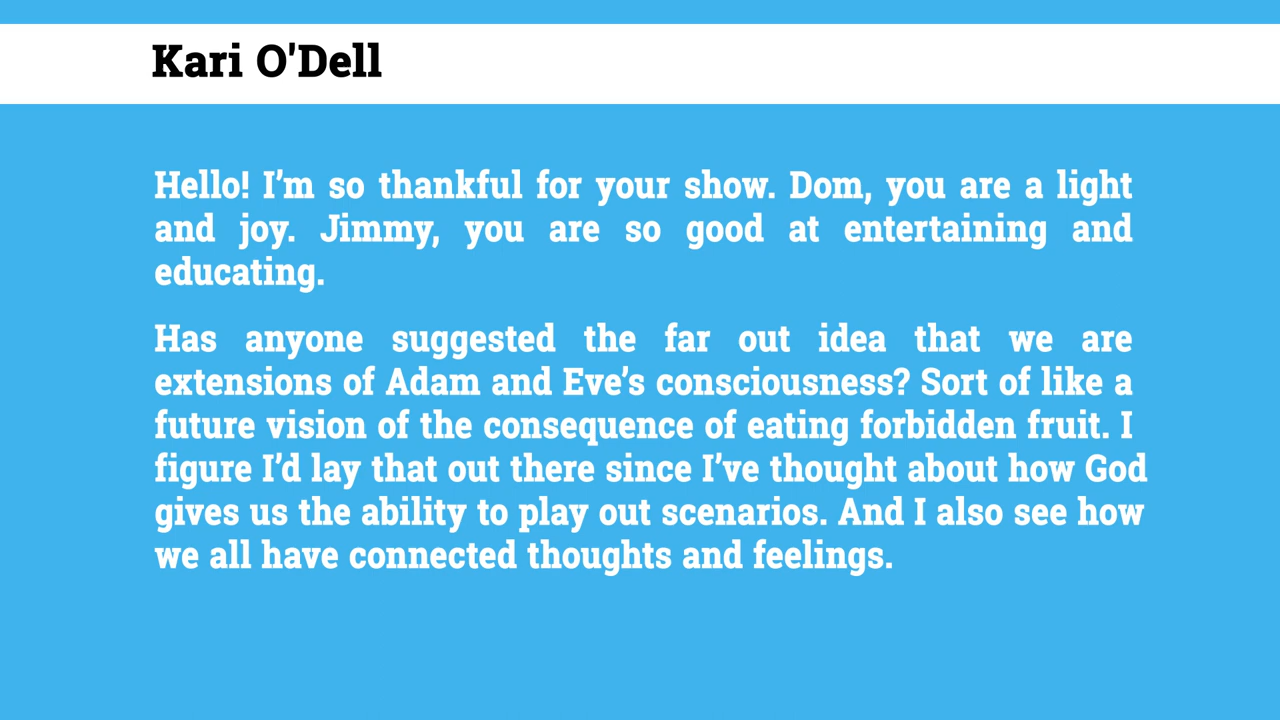 Kari O'Dell
Hello! I’m so thankful for your show. Dom, you are a light
and joy. Jimmy, you are so good at entertaining and
educating.
Has anyone suggested the far out idea that we are
extensions of Adam and Eve’s consciousness? Sort of like a
future vision of the consequence of eating forbidden fruit. I
figure I’d lay that out there since I’ve thought about how God
gives us the ability to play out scenarios. And I also see how
we all have connected thoughts and feelings.